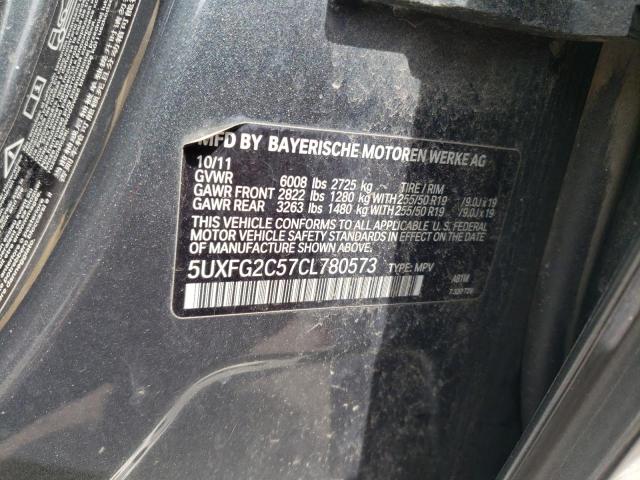 MFD BY BAYERISCHE MOTOREN WERKE AG
10/11
GVWR 6008 lbs 2725 kg ~ TIRE / RIM
GAWR FRONT 2822 lbs 1280 kg WITH 255/50 R19 / 9.0J x 19
GAWR REAR 3263 lbs 1480 kg WITH 255/50 R19 / 9.0J x 19
THIS VEHICLE CONFORMS TO ALL APPLICABLE U.S. FEDERAL
MOTOR VEHICLE SAFETY STANDARDS IN EFFECT
ON THE DATE OF MANUFACTURE SHOWN ABOVE.
5UXFG2C57CL780573 TYPE: MPV